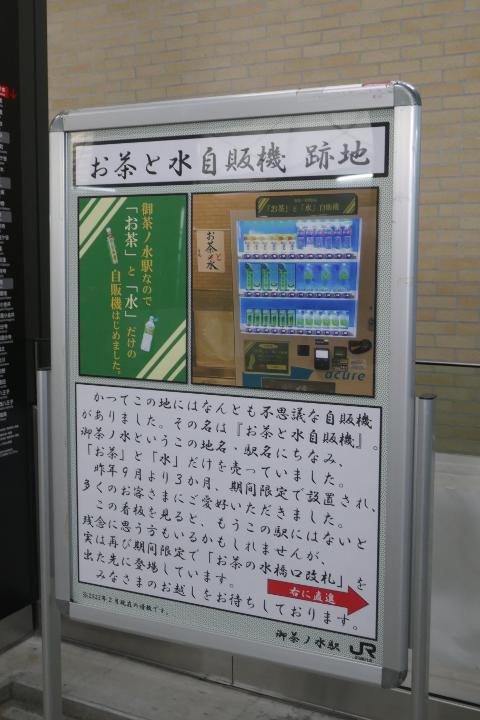 お茶と水自販機 跡地
御茶ノ水駅なので
「お茶」と「水」だけの
自販機はじめました。
お茶と水
「お茶」と「水」自販機
acure
かつてこの地にはなんとも不思議な自販機
がありました。その名は『お茶と水自販機』。
御茶ノ水というこの地名・駅名にちなみ、
「お茶」と「水」だけを売っていました。
昨年9月より3か月、期間限定で設置され、
多くのお客さまにご愛好いただきました。
この看板を見ると、もうこの駅にはないと
残念に思う方もいるかもしれませんが、
実は再び期間限定で「お茶の水橋口改札」を
出た先に登場しています。
みなさまのお越しをお待ちしております。
右に直進
※2022年2月現在の情報です。
御茶ノ水駅 JR